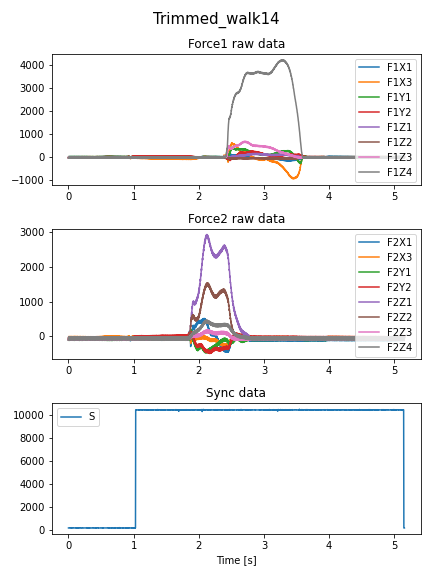 Trimmed_walk14
Force1 raw data
4000
3000
2000
1000
0
−1000
F1X1
F1X3
F1Y1
F1Y2
F1Z1
F1Z2
F1Z3
F1Z4
0 1 2 3 4 5
Force2 raw data
3000
2000
1000
0
F2X1
F2X3
F2Y1
F2Y2
F2Z1
F2Z2
F2Z3
F2Z4
0 1 2 3 4 5
Sync data
10000
8000
6000
4000
2000
0
S
0 1 2 3 4 5
Time [s]